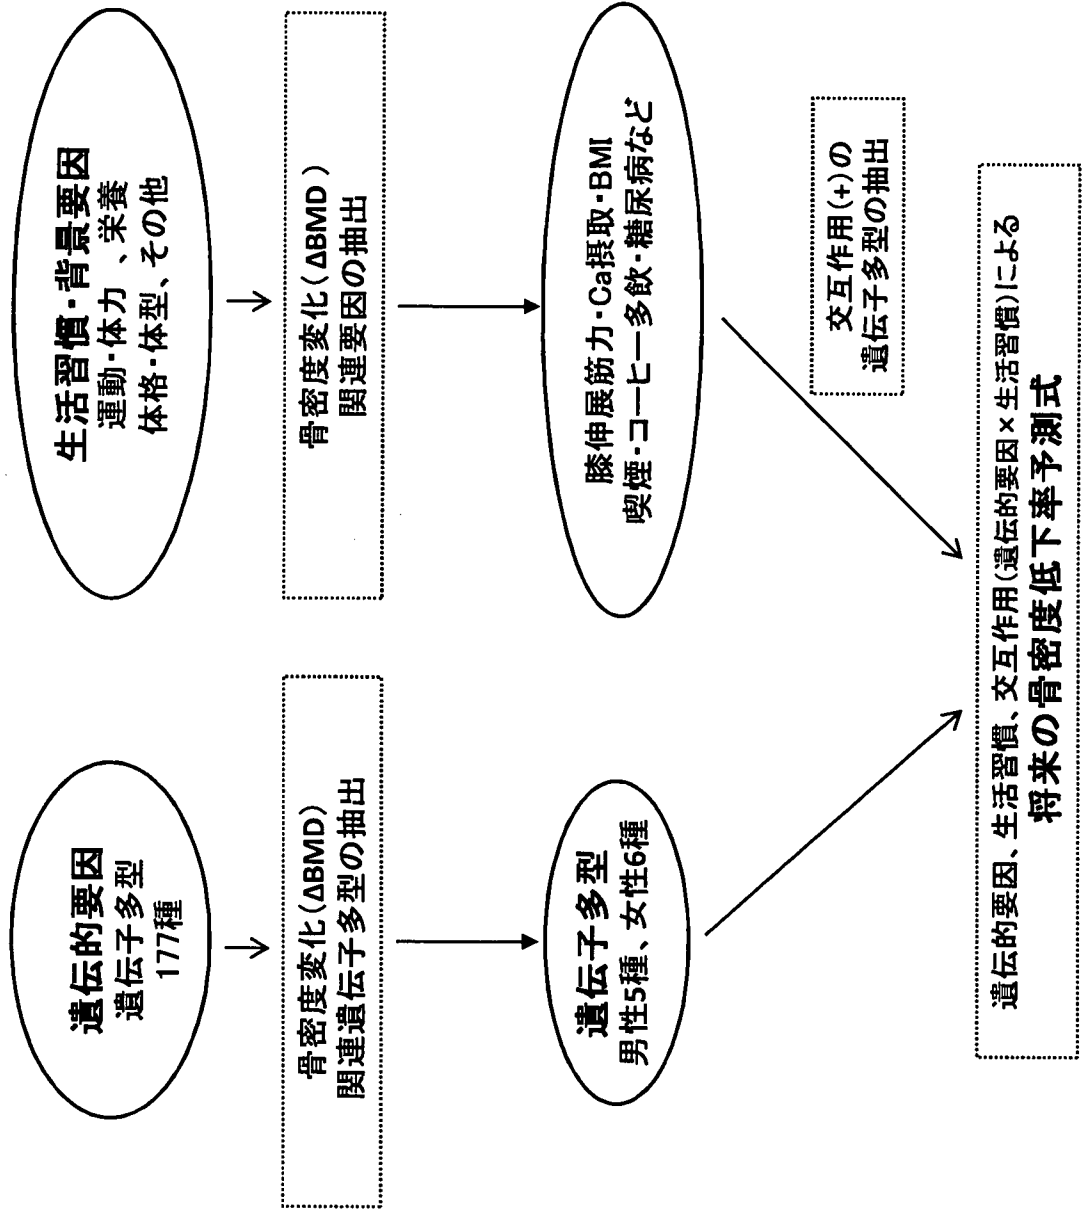 遺伝的要因
遺伝子多型
177種
骨密度変化(ΔBMD)
関連遺伝子多型の抽出
遺伝子多型
男性5種、女性6種
生活習慣・背景要因
運動・体力 、栄養
体格・体型、その他
骨密度変化(ΔBMD)
関連要因の抽出
膝伸展筋力・Ca摂取・BMI
喫煙・コーヒー多飲・糖尿病など
交互作用(+)の
遺伝子多型の抽出
遺伝的要因、生活習慣、交互作用(遺伝的要因×生活習慣)による
将来の骨密度低下率予測式